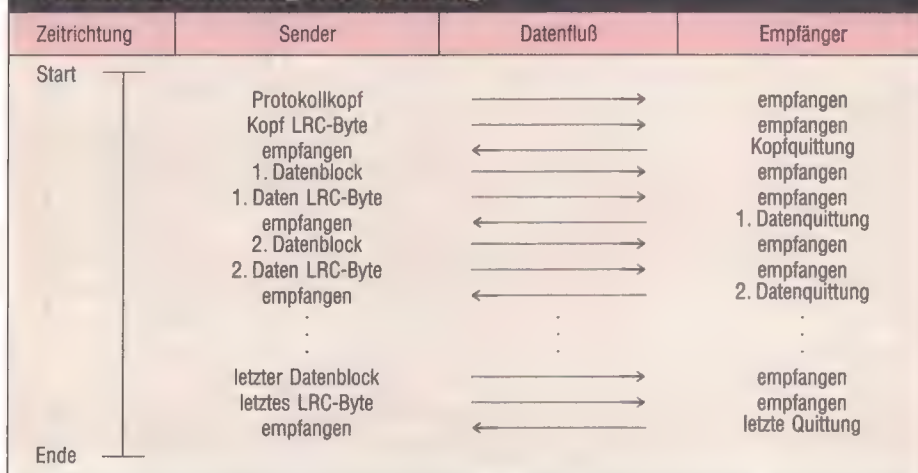 Zeitrichtung Sender Datenfluß Empfänger
Start
Protokollkopf empfangen
Kopf LRC-Byte empfangen
empfangen Kopfquittung
1. Datenblock empfangen
1. Daten LRC-Byte empfangen
empfangen 1. Datenquittung
2. Datenblock empfangen
2. Daten LRC-Byte empfangen
empfangen 2. Datenquittung
letzter Datenblock empfangen
letztes LRC-Byte empfangen
empfangen letzte Quittung
Ende